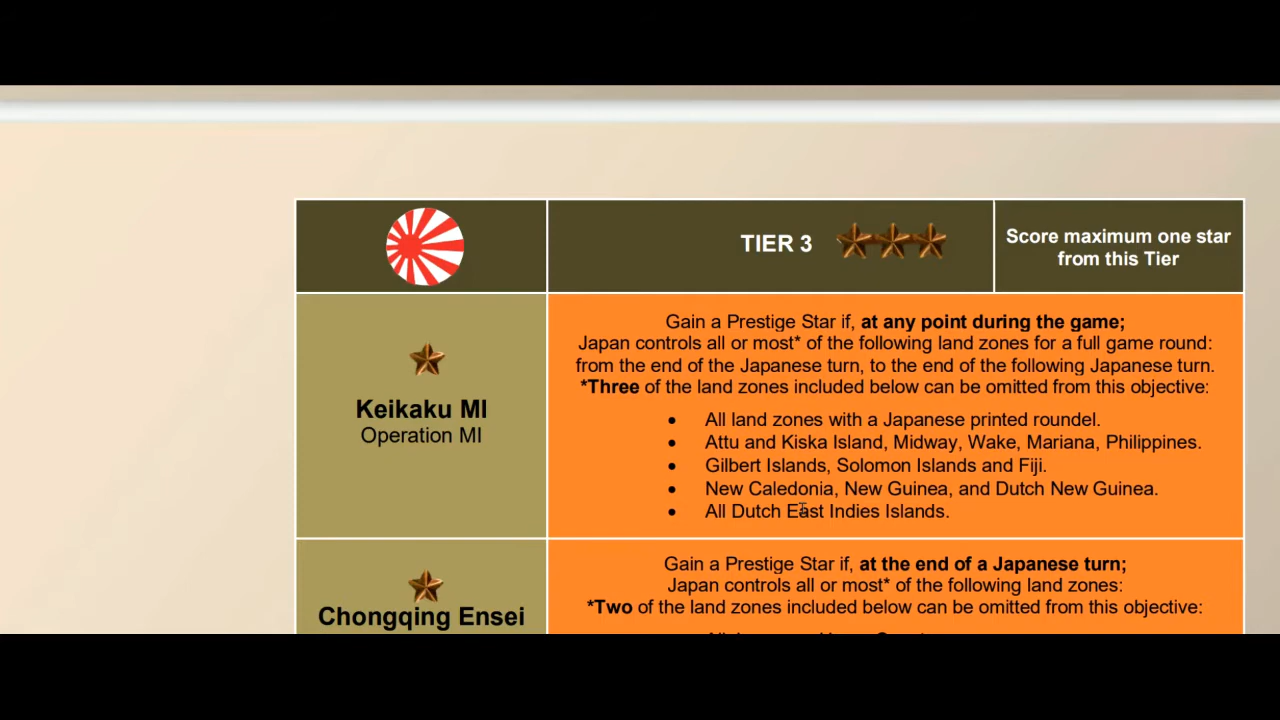 TIER 3
Score maximum one star
from this Tier
Keikaku MI
Operation MI
Gain a Prestige Star if, at any point during the game;
Japan controls all or most* of the following land zones for a full game round:
from the end of the Japanese turn, to the end of the following Japanese turn.
*Three of the land zones included below can be omitted from this objective:
• All land zones with a Japanese printed roundel.
• Attu and Kiska Island, Midway, Wake, Mariana, Philippines.
• Gilbert Islands, Solomon Islands and Fiji.
• New Caledonia, New Guinea, and Dutch New Guinea.
• All Dutch East Indies Islands.
Chongqing Ensei
Gain a Prestige Star if, at the end of a Japanese turn;
Japan controls all or most* of the following land zones:
*Two of the land zones included below can be omitted from this objective: